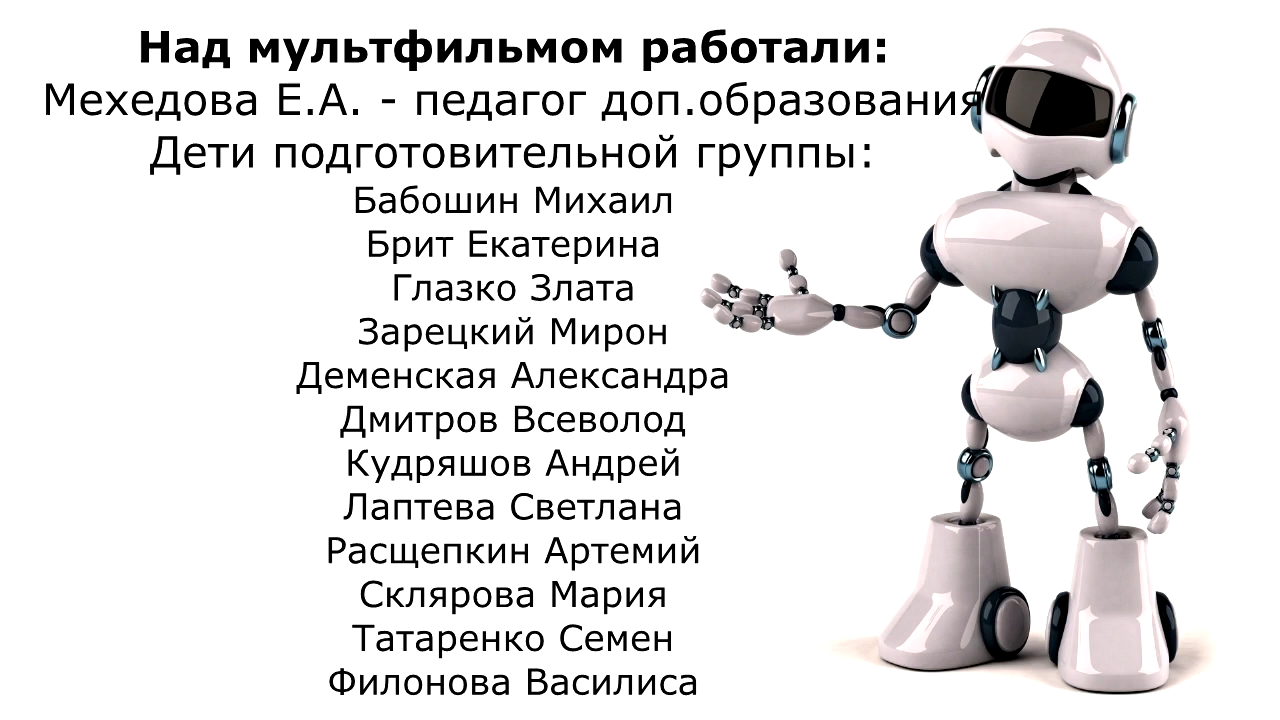 Над мультфильмом работали:
Мехедова Е.А. - педагог доп.образования
Дети подготовительной группы:
Бабошин Михаил
Брит Екатерина
Глазко Злата
Зарецкий Мирон
Деменская Александра
Дмитров Всеволод
Кудряшов Андрей
Лаптева Светлана
Расщепкин Артемий
Склярова Мария
Татаренко Семен
Филонова Василиса